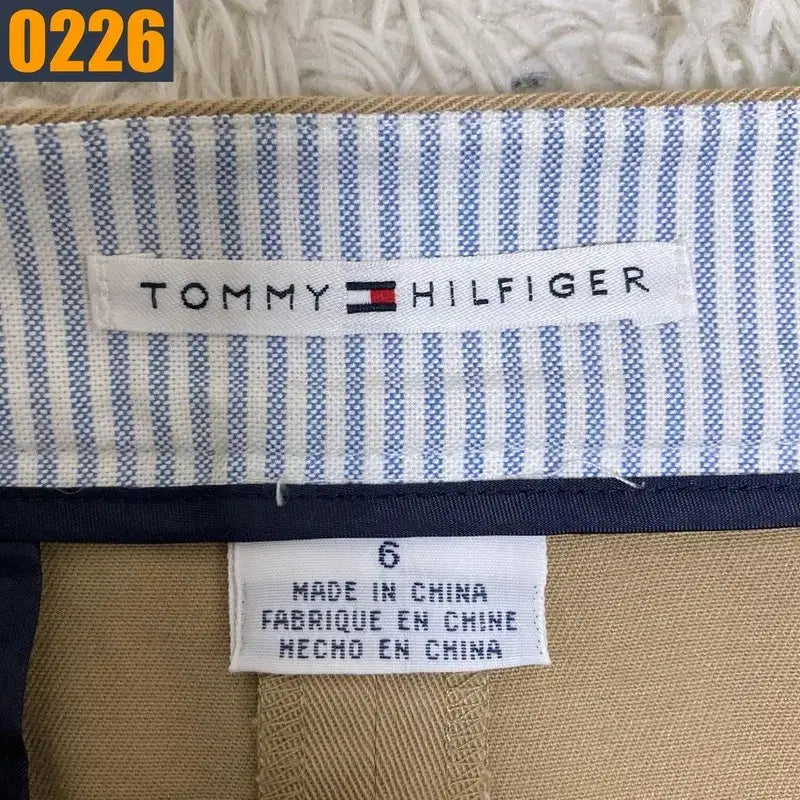 0226
TOMMY HILFIGER
6
MADE IN CHINA
FABRIQUE EN CHINE
HECHO EN CHINA